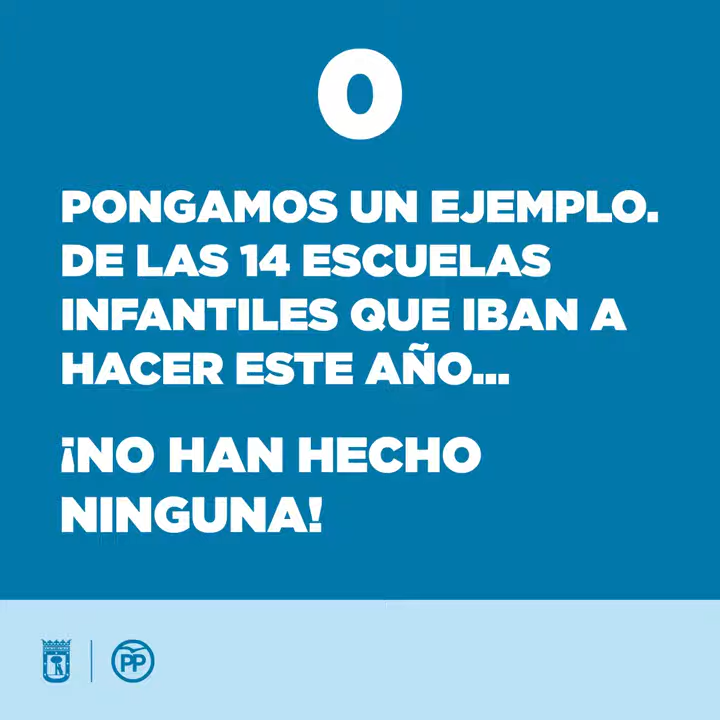 0
PONGAMOS UN EJEMPLO.
DE LAS 14 ESCUELAS
INFANTILES QUE IBAN A
HACER ESTE AÑO...
¡NO HAN HECHO
NINGUNA!
PP